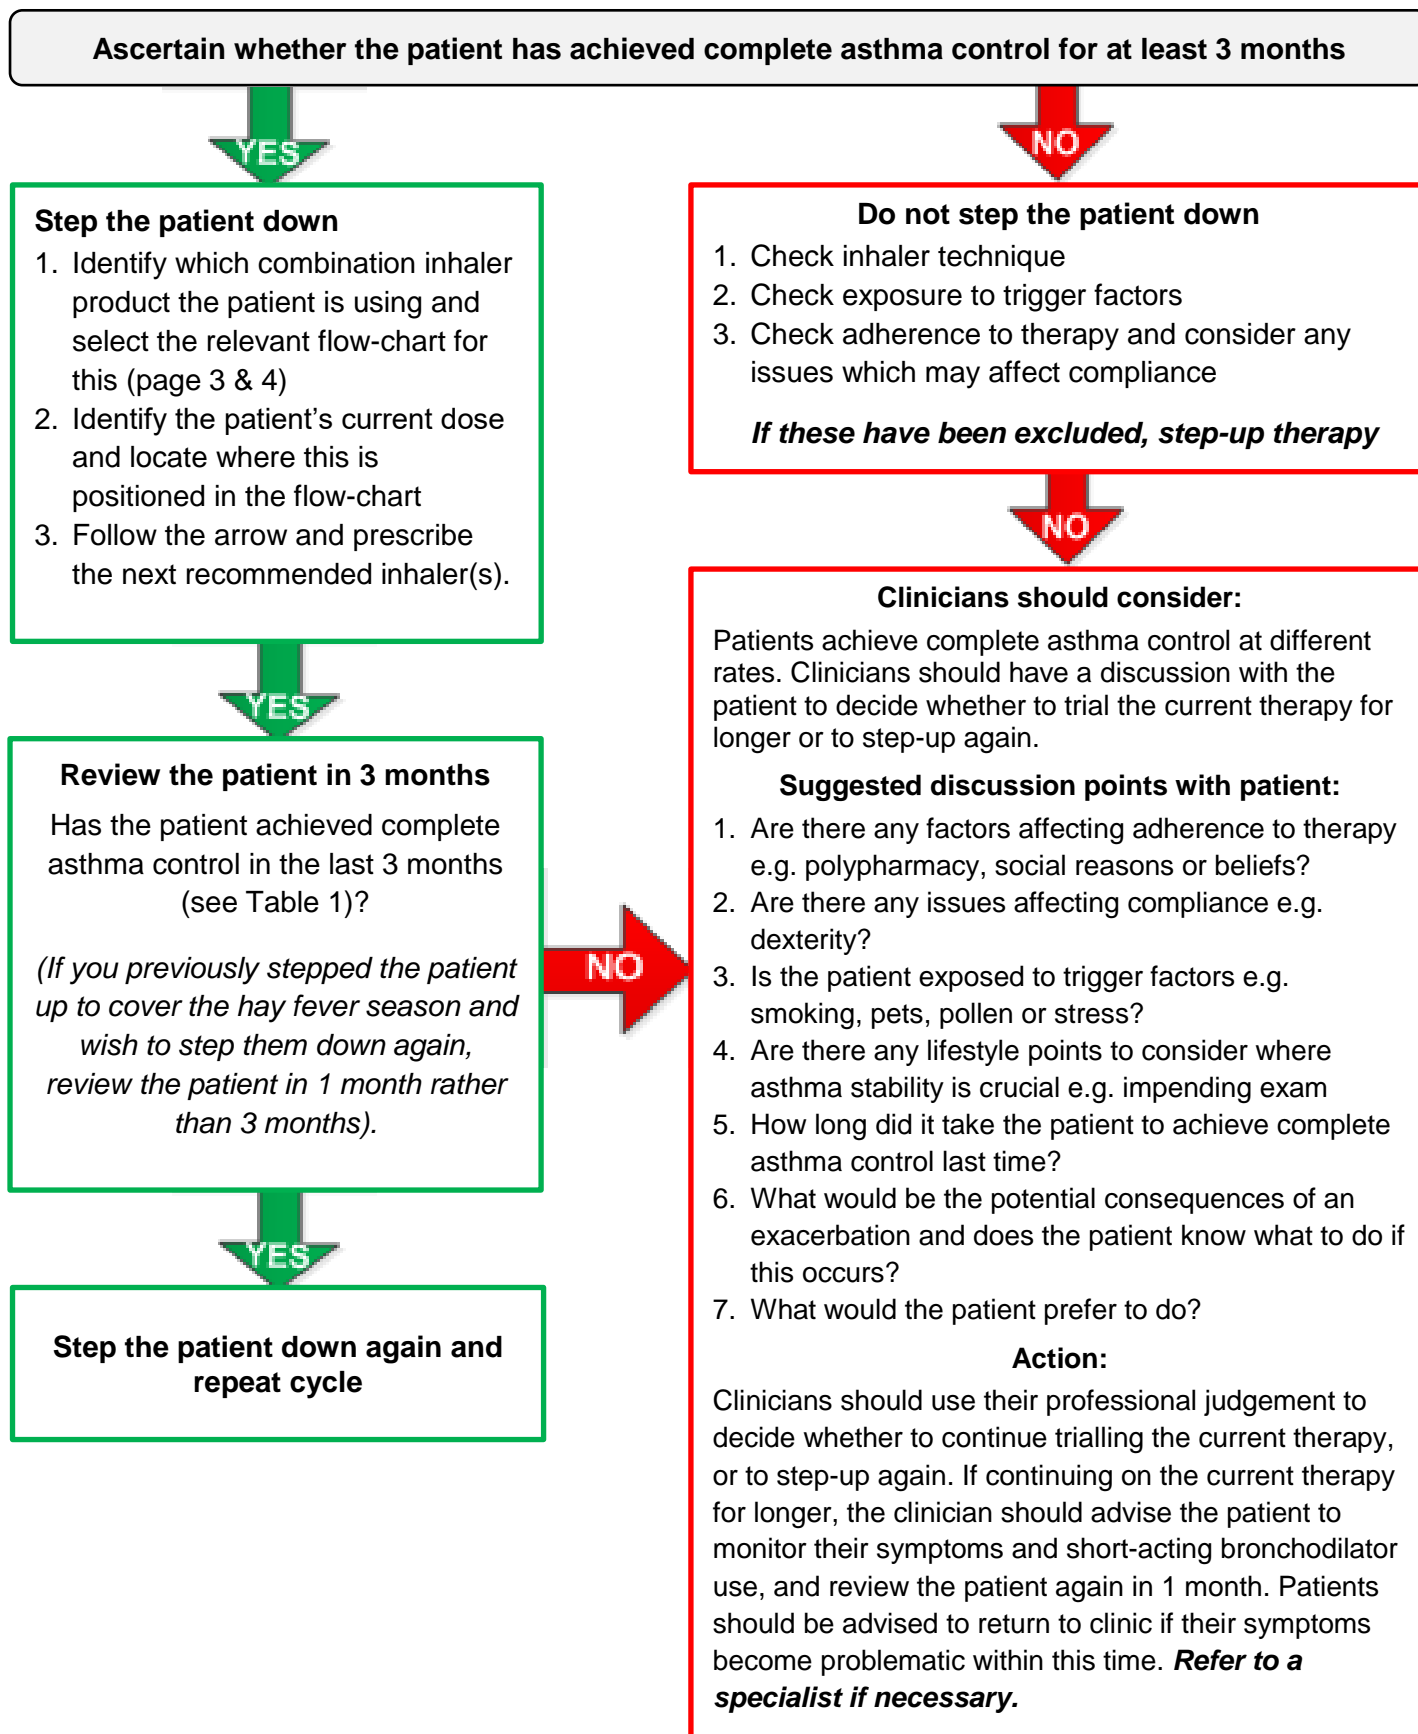 Ascertain whether the patient has achieved complete asthma control for at least 3 months
YES
Step the patient down
1. Identify which combination inhaler
product the patient is using and
select the relevant flow-chart for
this (page 3 & 4)
2. Identify the patient's current dose
and locate where this is
positioned in the flow-chart
3. Follow the arrow and prescribe
the next recommended inhaler(s).
YES
Review the patient in 3 months
Has the patient achieved complete
asthma control in the last 3 months
(see Table 1)?
(If you previously stepped the patient
up to cover the hay fever season and
wish to step them down again,
review the patient in 1 month rather
than 3 months).
YES
Step the patient down again and
repeat cycle
NO
NO
Do not step the patient down
1. Check inhaler technique
2. Check exposure to trigger factors
3. Check adherence to therapy and consider any
issues which may affect compliance
If these have been excluded, step-up therapy
NO
Clinicians should consider:
Patients achieve complete asthma control at different
rates. Clinicians should have a discussion with the
patient to decide whether to trial the current therapy for
longer or to step-up again.
Suggested discussion points with patient:
1. Are there any factors affecting adherence to therapy
e.g. polypharmacy, social reasons or beliefs?
2. Are there any issues affecting compliance e.g.
dexterity?
3. Is the patient exposed to trigger factors e.g.
smoking, pets, pollen or stress?
4. Are there any lifestyle points to consider where
asthma stability is crucial e.g. impending exam
5. How long did it take the patient to achieve complete
asthma control last time?
6. What would be the potential consequences of an
exacerbation and does the patient know what to do if
this occurs?
7. What would the patient prefer to do?
Action:
Clinicians should use their professional judgement to
decide whether to continue trialling the current therapy,
or to step-up again. If continuing on the current therapy
for longer, the clinician should advise the patient to
monitor their symptoms and short-acting bronchodilator
use, and review the patient again in 1 month. Patients
should be advised to return to clinic if their symptoms
become problematic within this time. Refer to a
specialist if necessary.